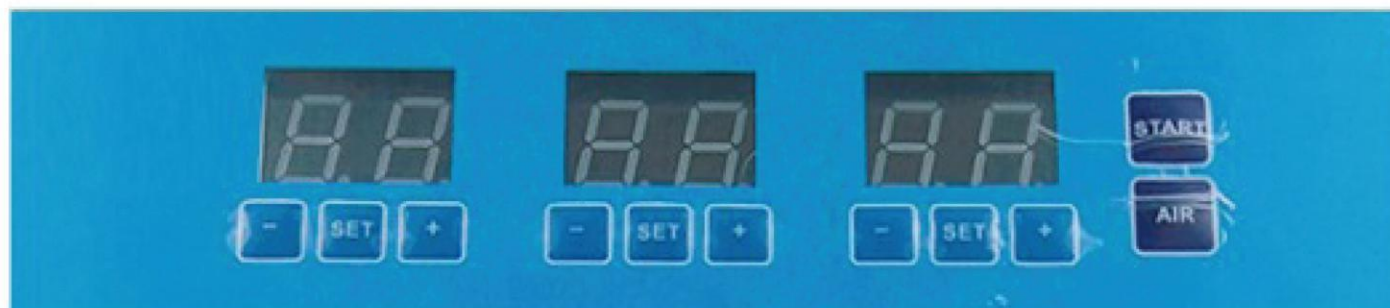 START
- SET + - SET + - SET +
AIR